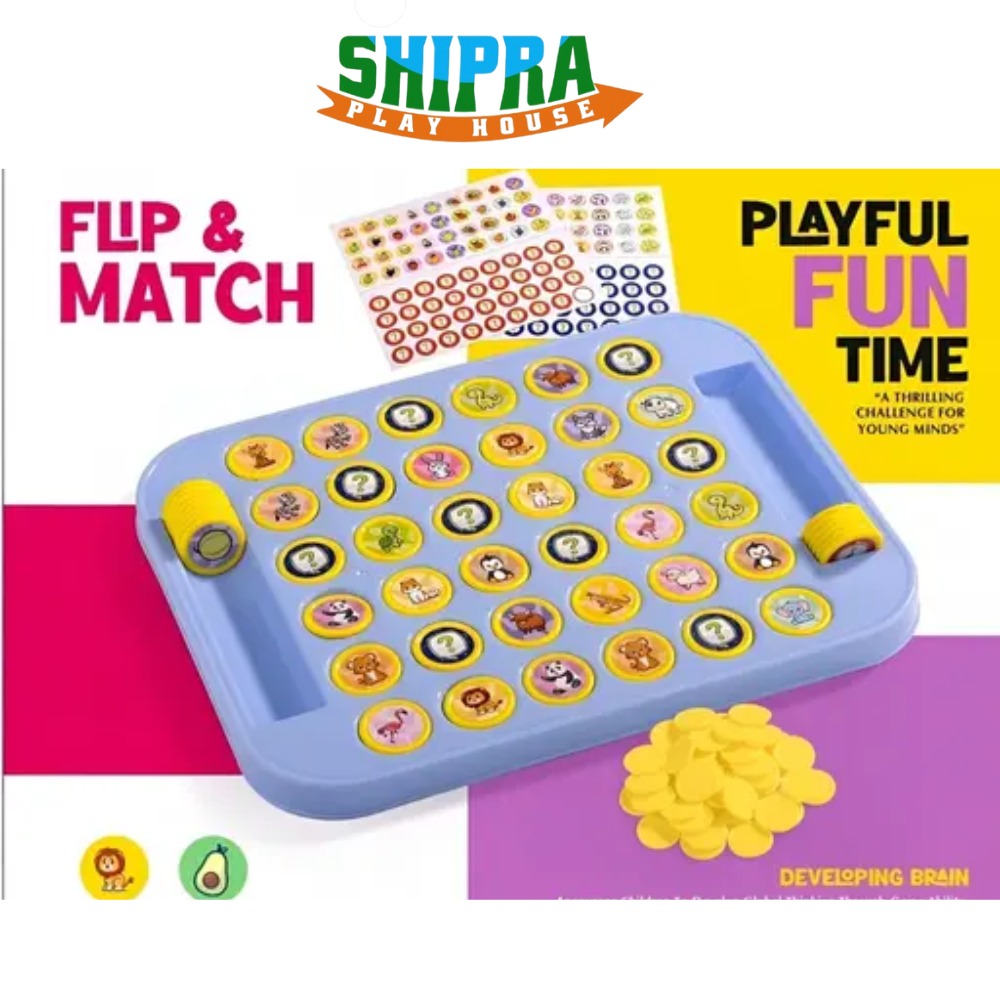 SHIPRA
PLAY HOUSE
FLIP &
MATCH
PLAYFUL
FUN
TIME
"A THRILLING
CHALLENGE FOR
YOUNG MINDS"
? ? ? ? ? ? ? ? ?
DEVELOPING BRAIN